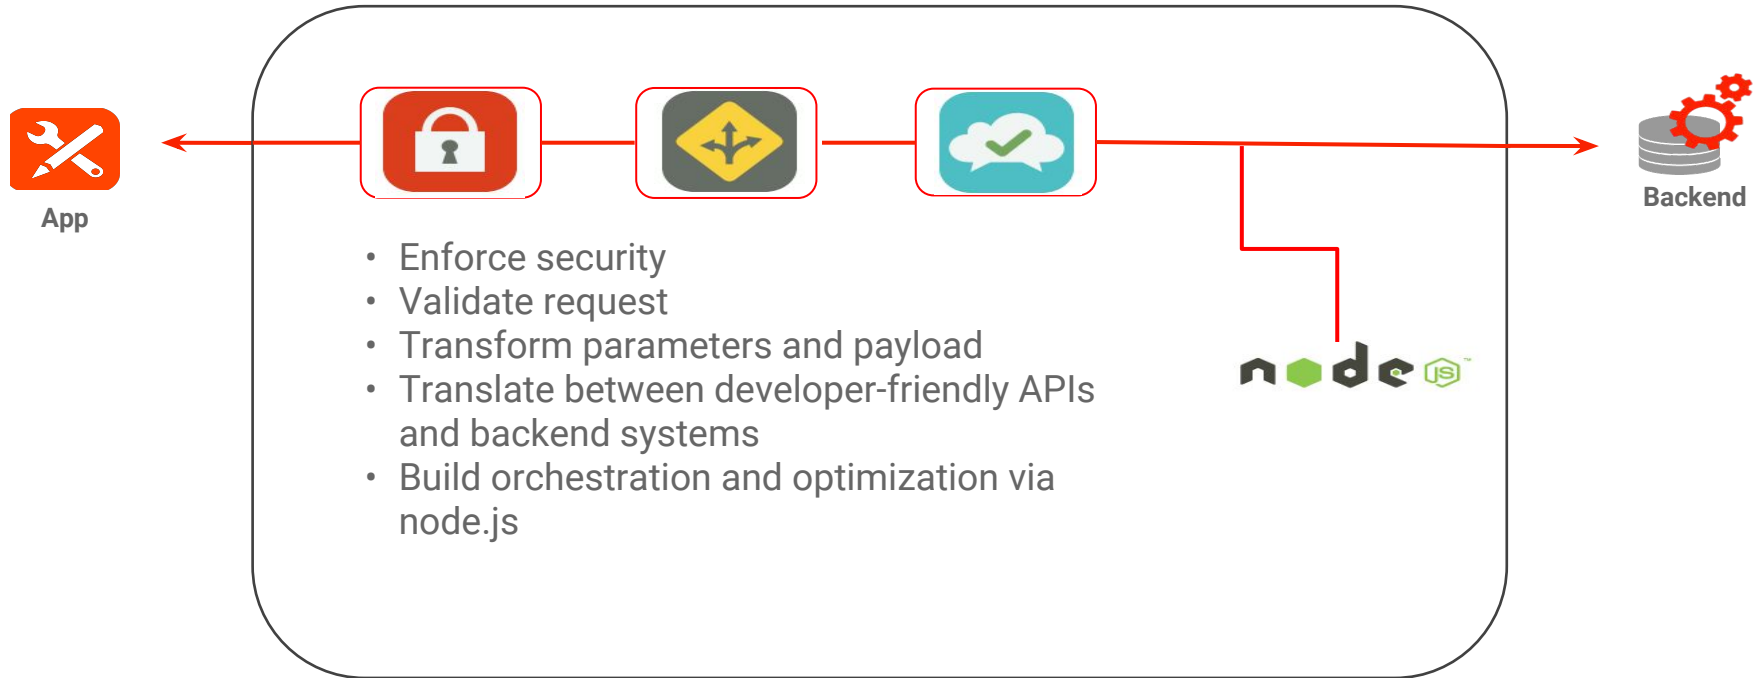 App
Backend
• Enforce security
• Validate request
• Transform parameters and payload
• Translate between developer-friendly APIs
and backend systems
• Build orchestration and optimization via
node.js
node JS ™